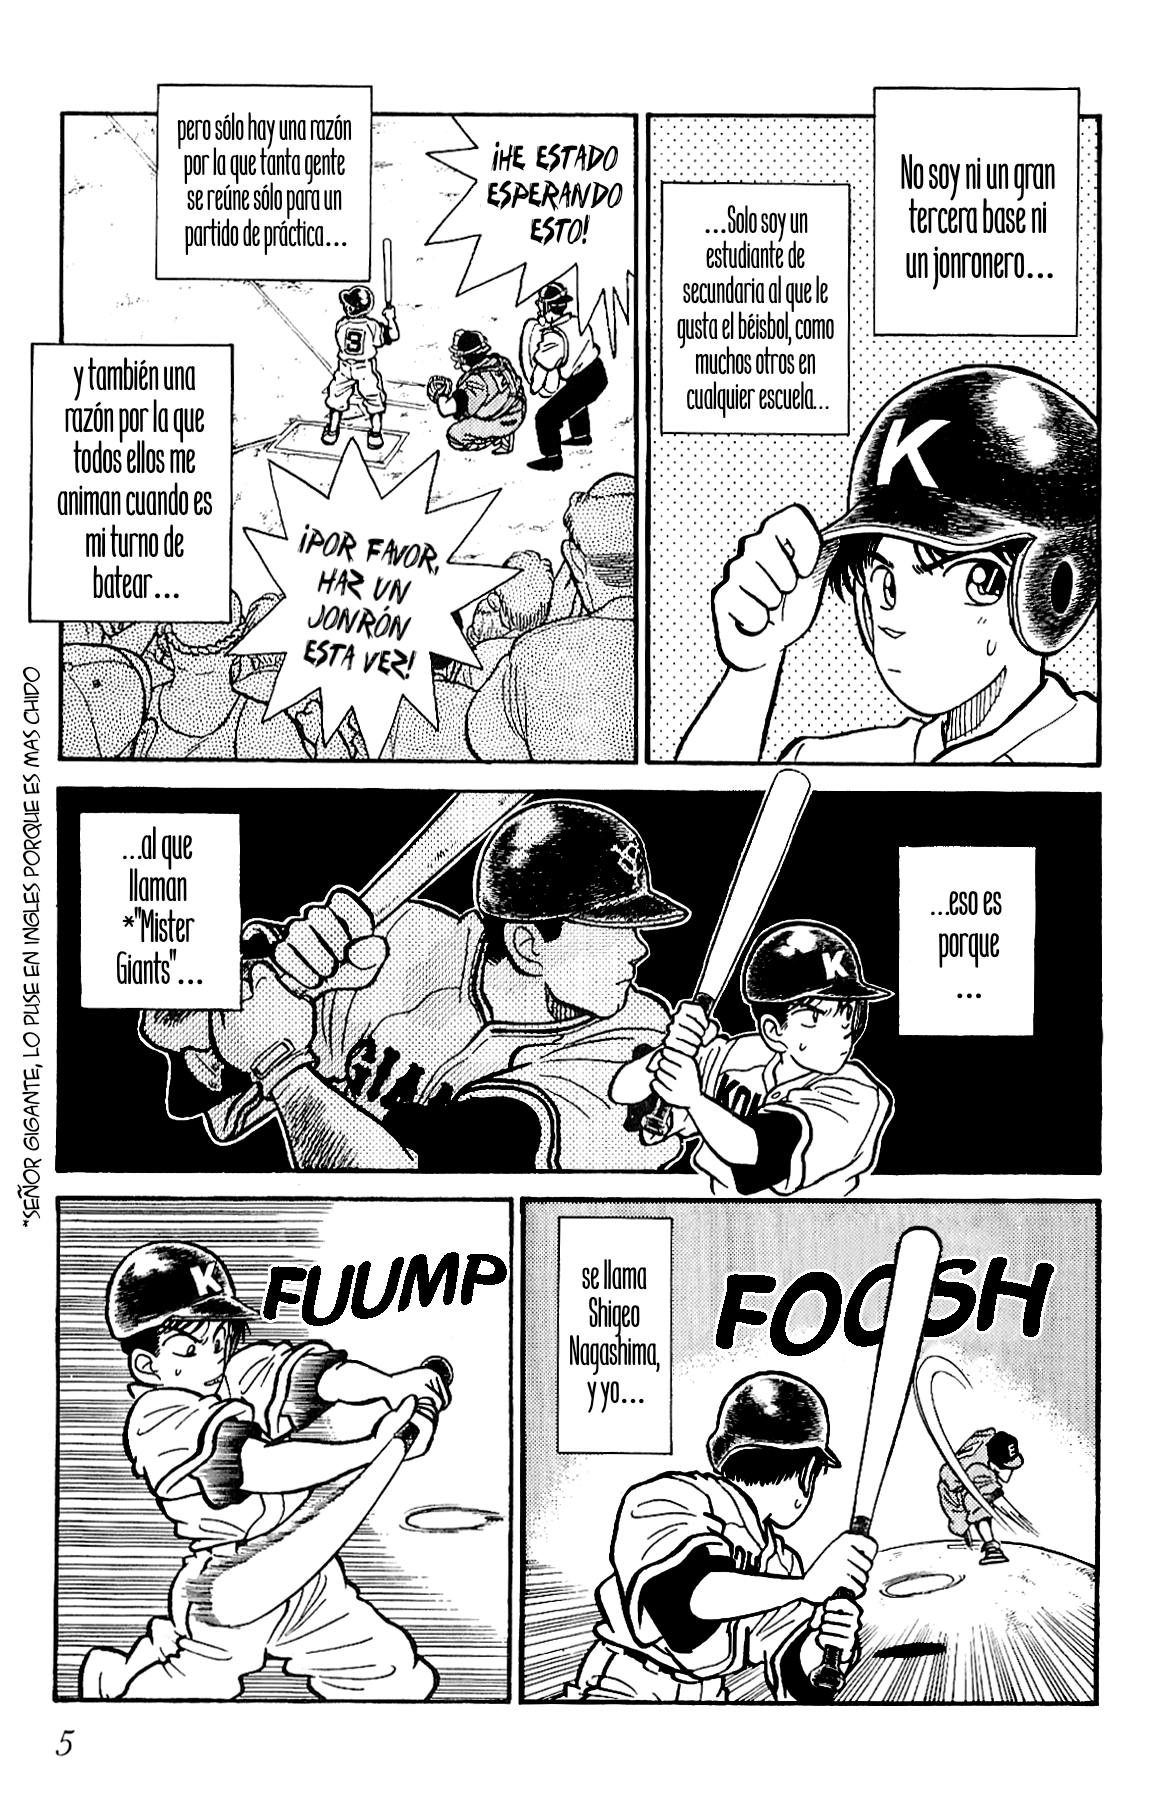 No soy ni un gran
tercera base ni
un jonronero...
...Solo soy un
estudiante de
secundaria al que le
gusta el béisbol, como
muchos otros en
cualquier escuela...
K
¡HE ESTADO
ESPERANDO
ESTO!
pero sólo hay una razón
por la que tanta gente
se reúne sólo para un
partido de práctica...
3
y también una
razón por la que
todos ellos me
animan cuando es
mi turno de
batear...
¡POR FAVOR,
HAZ UN
JONRÓN
ESTA VEZ!
...eso es
porque
...
K
...al que
llaman
*"Mister
Giants"...
GIAN
*SEÑOR GIGANTE, LO PUSE EN INGLES PORQUE ES MAS CHIDO
FOOSH
se llama
Shigeo
Nagashima,
y yo...
E
FUUMP
K
5